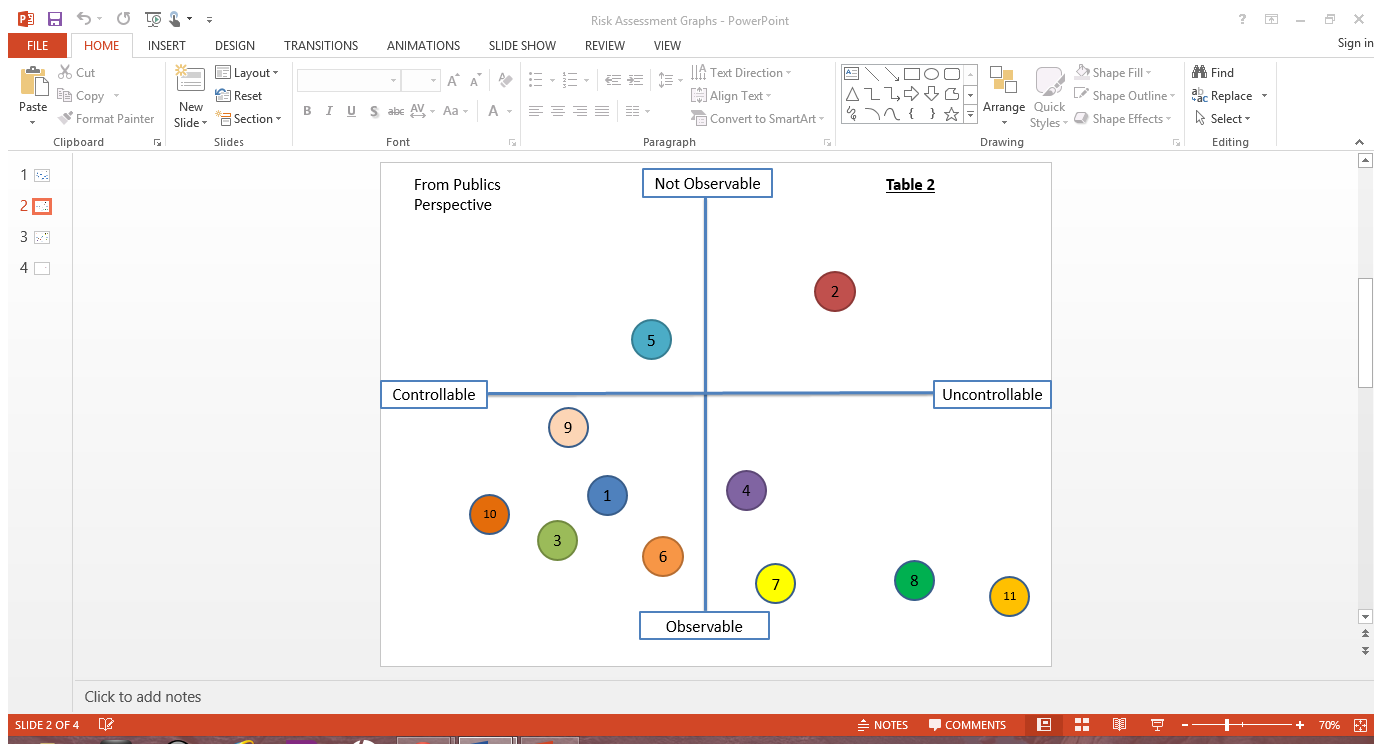 Risk Assessment Graphs - PowerPoint
?
Sign in
FILE HOME INSERT DESIGN TRANSITIONS ANIMATIONS SLIDE SHOW REVIEW VIEW
Paste
Cut
Copy
Format Painter
Clipboard
New
Slide
Layout
Reset
Section
Slides
B I U S abc AV Aa A
A A
Font
Text Direction
Align Text
Convert to SmartArt
Paragraph
Arrange
Quick
Styles
Shape Fill
Shape Outline
Shape Effects
Drawing
Find
Replace
Select
Editing
1
2
3
4
From Publics
Perspective
Not Observable
Table 2
2
5
Controllable
Uncontrollable
9
1
4
10
3
6
7
8
11
Observable
Click to add notes
SLIDE 2 OF 4
NOTES COMMENTS
70%